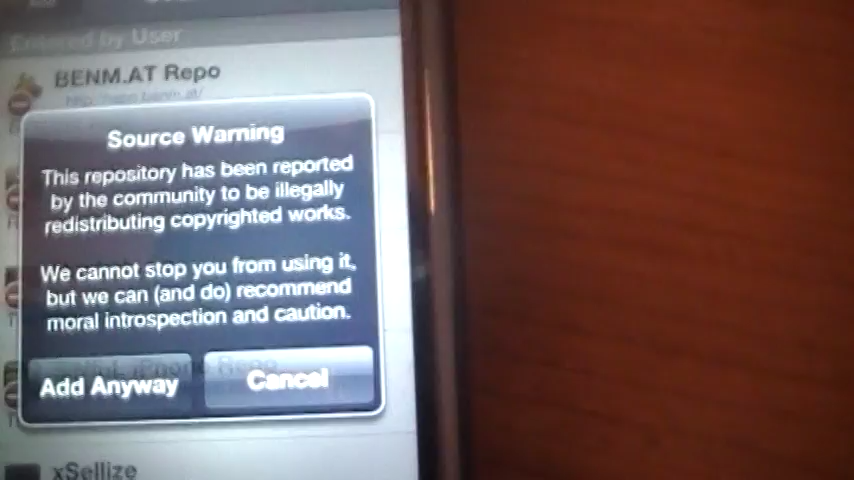 Entered by User
BENM.AT Repo
Source Warning
This repository has been reported
by the community to be illegally
redistributing copyrighted works.
We cannot stop you from using it,
but we can (and do) recommend
moral introspection and caution.
iPhone Repo
Add Anyway
Cancel
xSellize